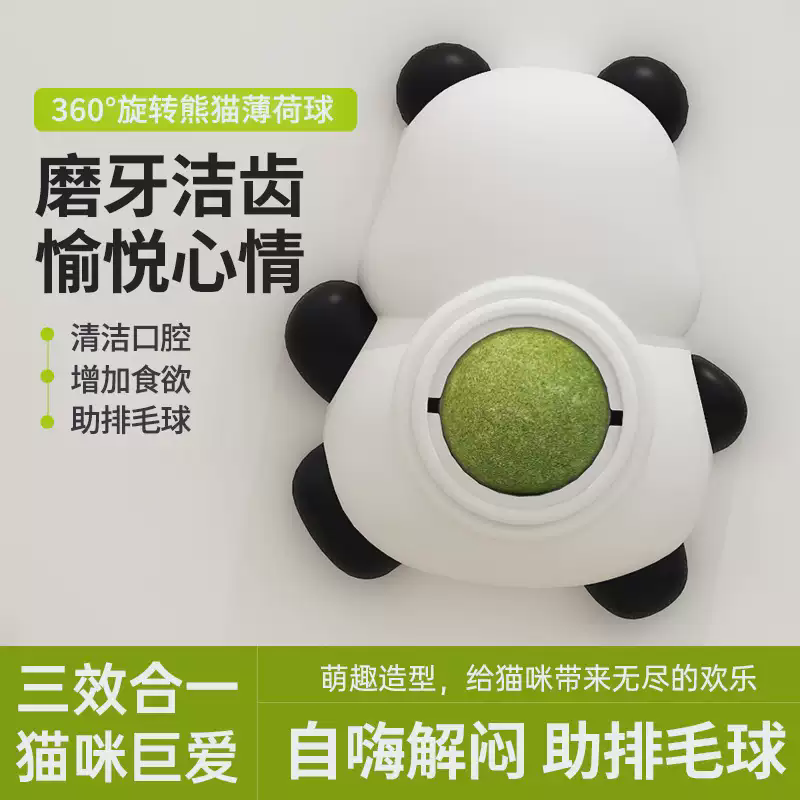 360°旋转熊猫薄荷球
磨牙洁齿
愉悦心情
清洁口腔
增加食欲
助排毛球
三效合一
猫咪巨爱
萌趣造型，给猫咪带来无尽的欢乐
自嗨解闷 助排毛球